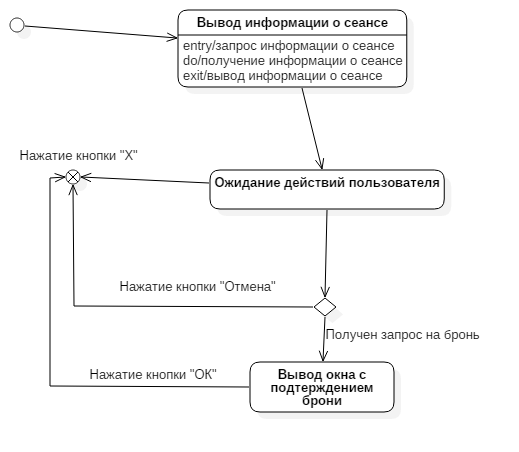 Вывод информации о сеансе
entry/запрос информации о сеансе
do/получение информации о сеансе
exit/вывод информации о сеансе
Нажатие кнопки "X"
Ожидание действий пользователя
Нажатие кнопки "Отмена"
Получен запрос на бронь
Нажатие кнопки "ОК"
Вывод окна с
подтерждением
брони